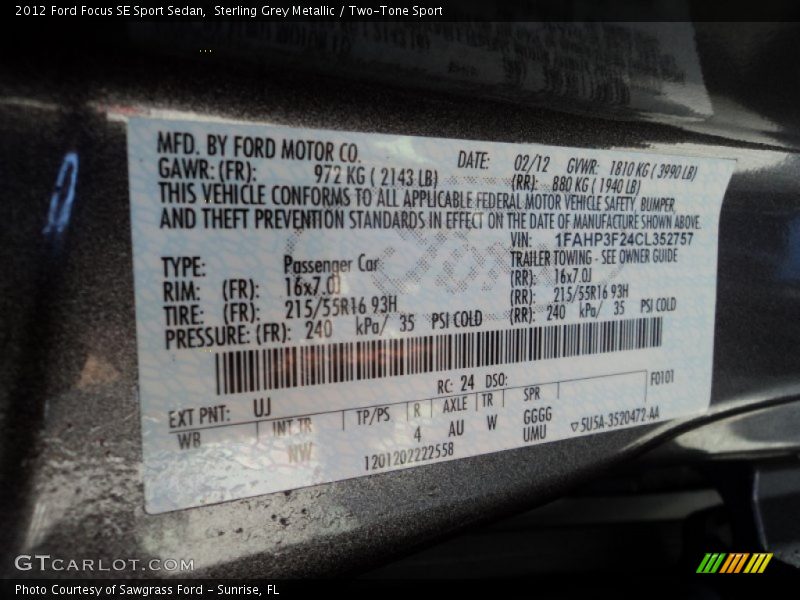 2012 Ford Focus SE Sport Sedan, Sterling Grey Metallic / Two-Tone Sport
MFD. BY FORD MOTOR CO. DATE: 02/12 GVWR: 1810 KG ( 3990 LB)
GAWR: (FR): 972 KG ( 2143 LB) (RR): 880 KG ( 1940 LB)
THIS VEHICLE CONFORMS TO ALL APPLICABLE FEDERAL MOTOR VEHICLE SAFETY, BUMPER,
AND THEFT PREVENTION STANDARDS IN EFFECT ON THE DATE OF MANUFACTURE SHOWN ABOVE.
VIN: 1FAHP3F24CL352757
TYPE: Passenger Car TRAILER TOWING - SEE OWNER GUIDE
RIM: (FR): 16x7.0J (RR): 16x7.0J
TIRE: (FR): 215/55R16 93H (RR): 215/55R16 93H
PRESSURE: (FR): 240 kPa/ 35 PSI COLD (RR): 240 kPa/ 35 PSI COLD
RC: 24 DSO: F0101
EXT PNT: UJ
WB INT TR TP/PS R AXLE TR SPR
NW 4 AU W GGGG
UMU ▽5U5A-3520472-AA
1201202222558
GTCARLOT.COM
Photo Courtesy of Sawgrass Ford - Sunrise, FL